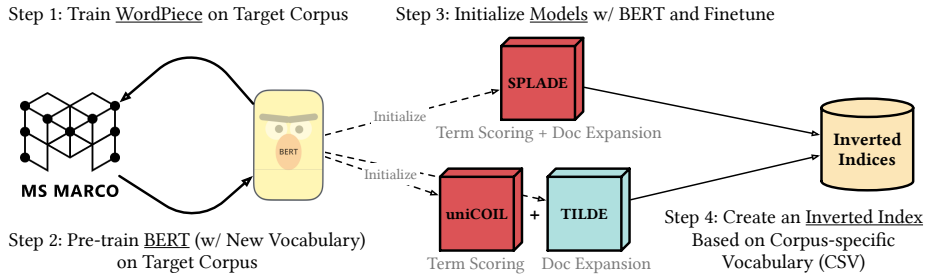 Step 1: Train WordPiece on Target Corpus
Step 3: Initialize Models w/ BERT and Finetune
SPLADE
Initialize
Term Scoring + Doc Expansion
BERT
Inverted
Indices
MS MARCO
Initialize
uniCOIL + TILDE
Step 2: Pre-train BERT (w/ New Vocabulary)
on Target Corpus
Term Scoring Doc Expansion
Step 4: Create an Inverted Index
Based on Corpus-specific
Vocabulary (CSV)